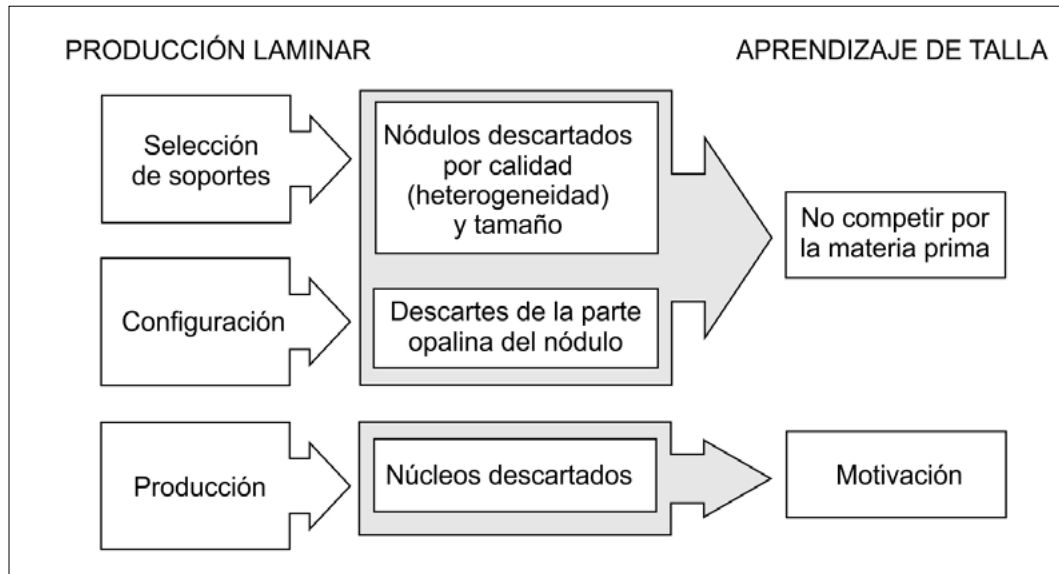 PRODUCCIÓN LAMINAR
APRENDIZAJE DE TALLA
Selección
de soportes
Nódulos descartados
por calidad
(heterogeneidad)
y tamaño
No competir por
la materia prima
Configuración
Descartes de la parte
opalina del nódulo
Producción
Núcleos descartados
Motivación